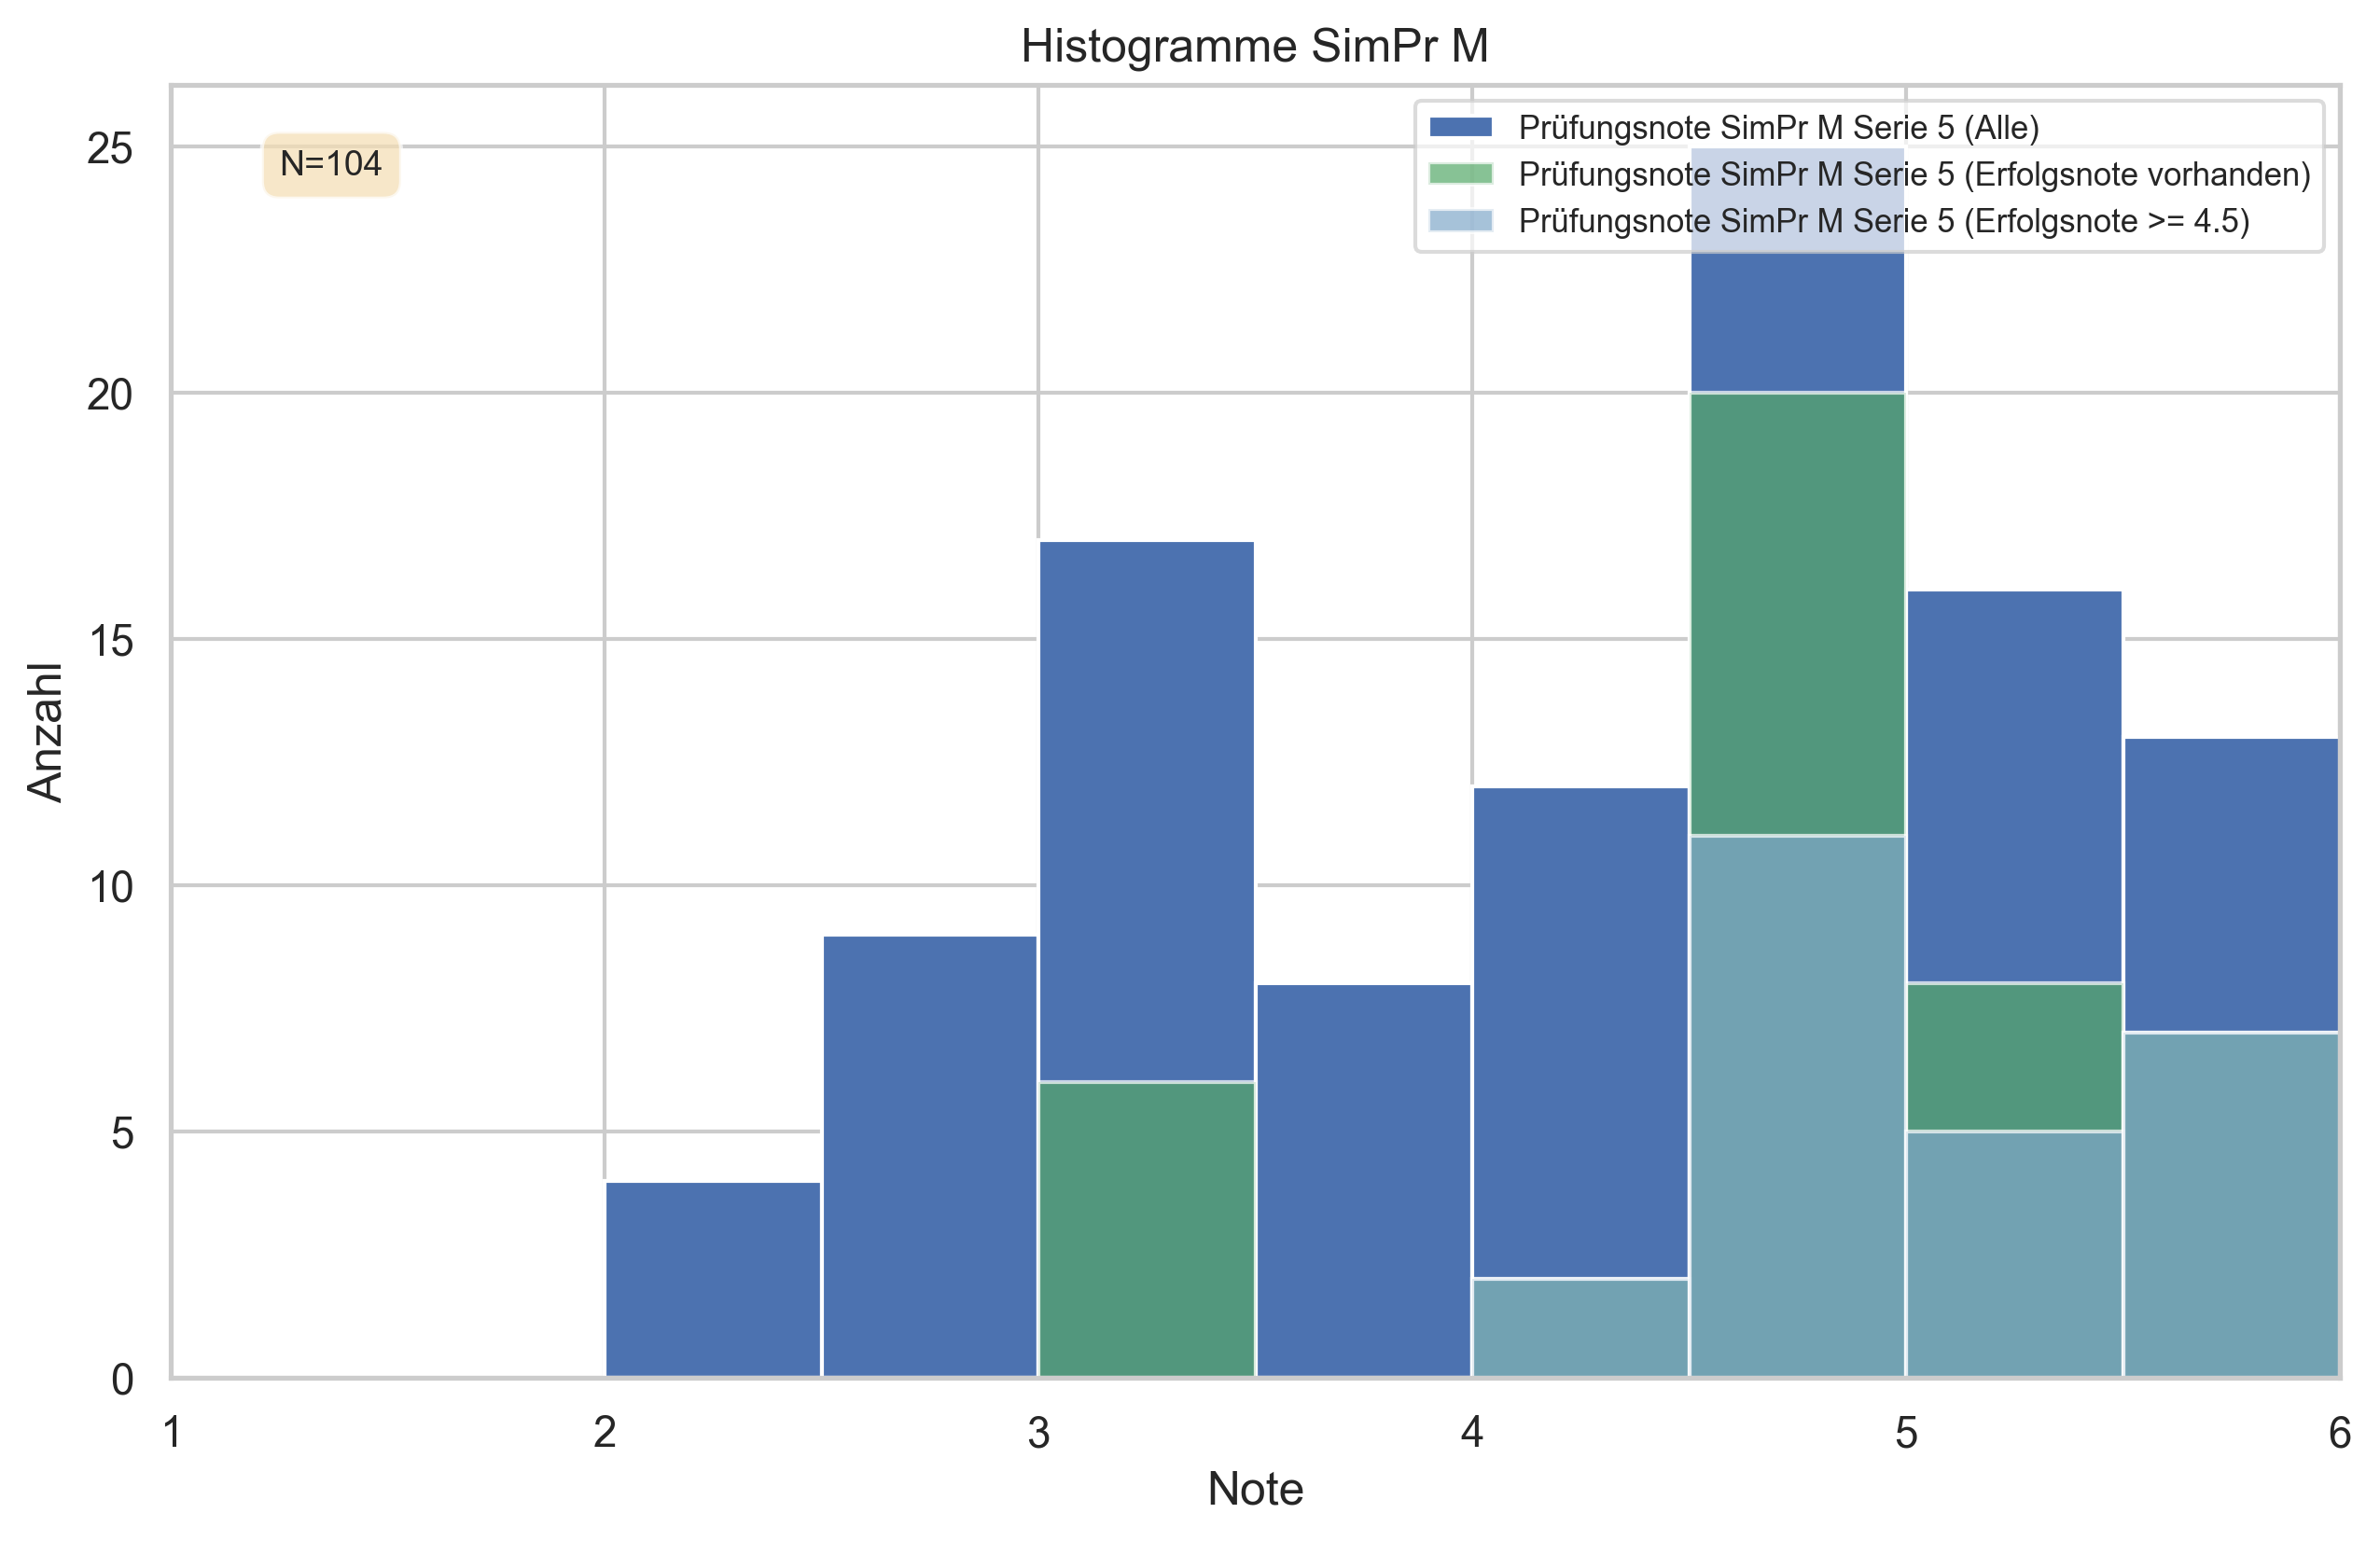 Histogramme SimPr M
N=104
Prüfungsnote SimPr M Serie 5 (Alle)
Prüfungsnote SimPr M Serie 5 (Erfolgsnote vorhanden)
Prüfungsnote SimPr M Serie 5 (Erfolgsnote >= 4.5)
Anzahl
25
20
15
10
5
0
1 2 3 4 5 6
Note